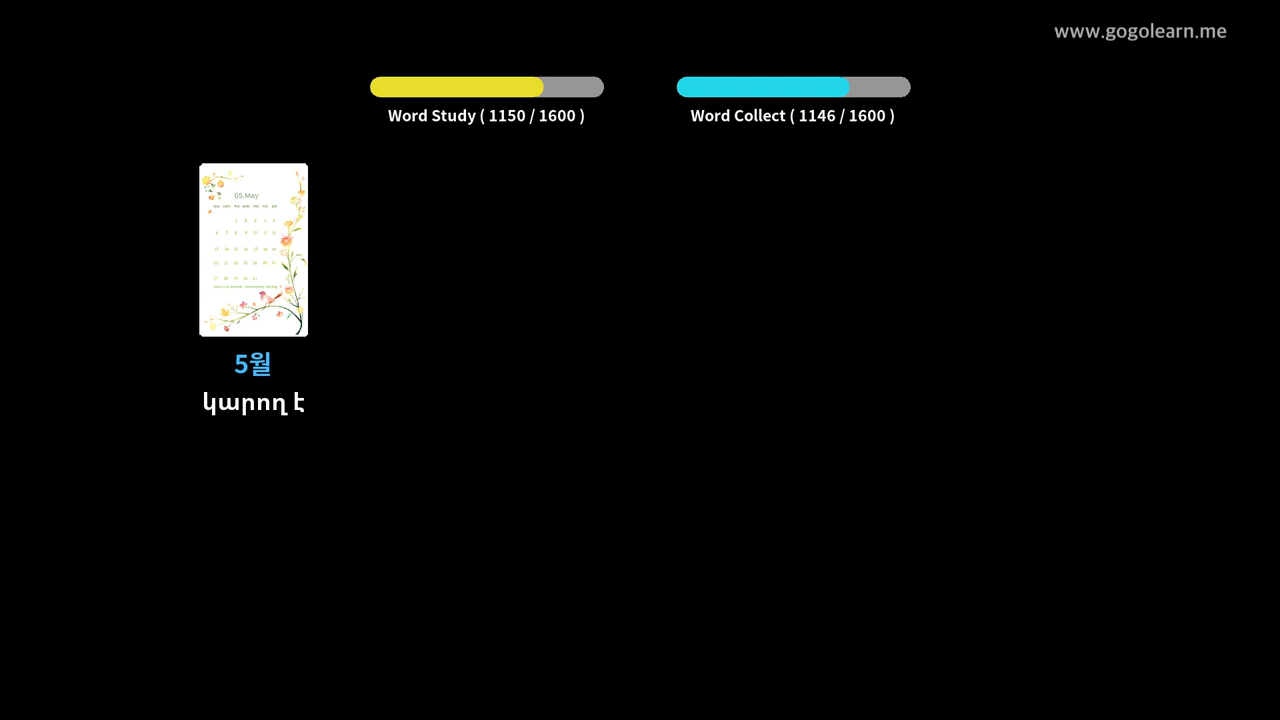 www.gogolearn.me
Word Study ( 1150 / 1600 )
Word Collect ( 1146 / 1600 )
05.May
5월
կարող է